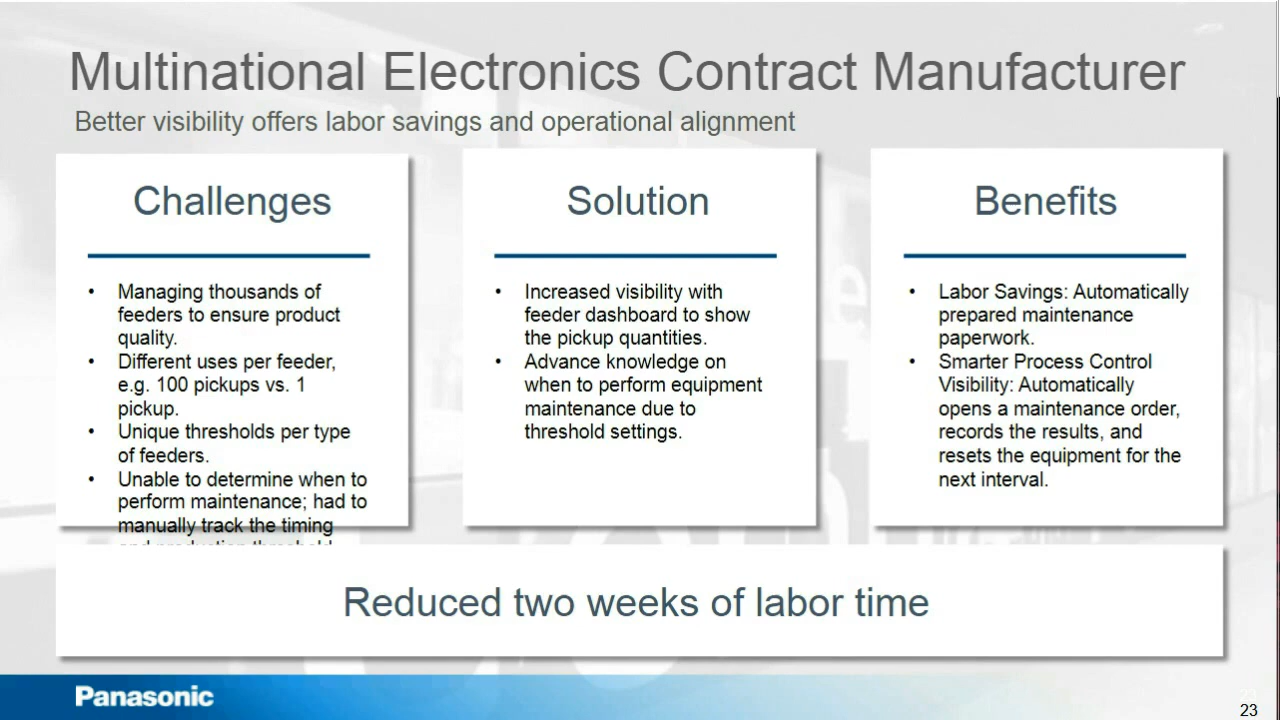 Multinational Electronics Contract Manufacturer
Better visibility offers labor savings and operational alignment
Challenges
• Managing thousands of
feeders to ensure product
quality.
• Different uses per feeder,
e.g. 100 pickups vs. 1
pickup.
• Unique thresholds per type
of feeders.
• Unable to determine when to
perform maintenance; had to
manually track the timing
and production threshold
Solution
• Increased visibility with
feeder dashboard to show
the pickup quantities.
• Advance knowledge on
when to perform equipment
maintenance due to
threshold settings.
Benefits
• Labor Savings: Automatically
prepared maintenance
paperwork.
• Smarter Process Control
Visibility: Automatically
opens a maintenance order,
records the results, and
resets the equipment for the
next interval.
Reduced two weeks of labor time
Panasonic
23
23